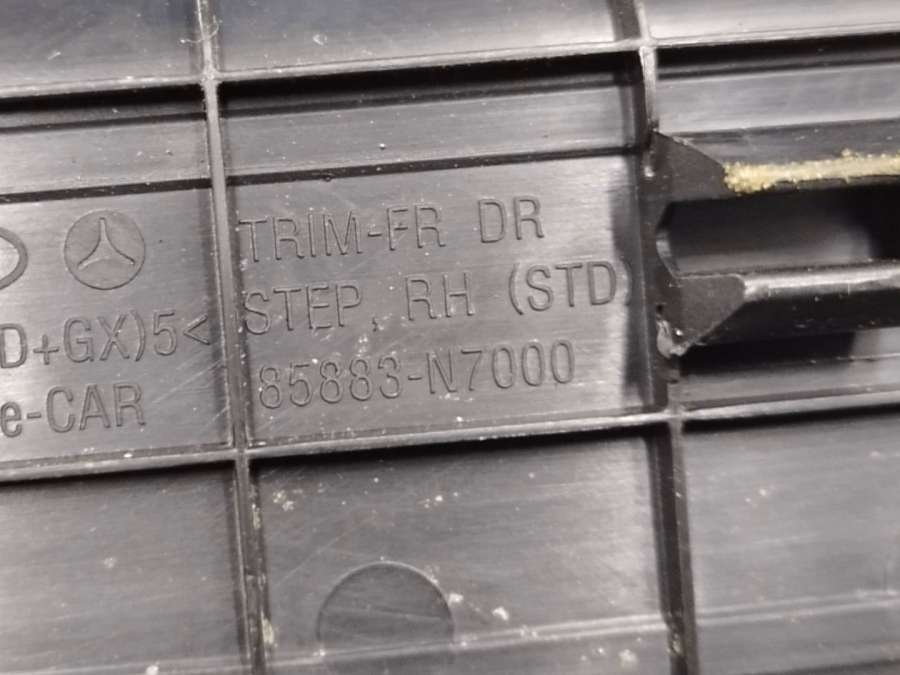 TRIM-FR DR
STEP, RH (STD)
85883-N7000
D+GX)5<
e-CAR